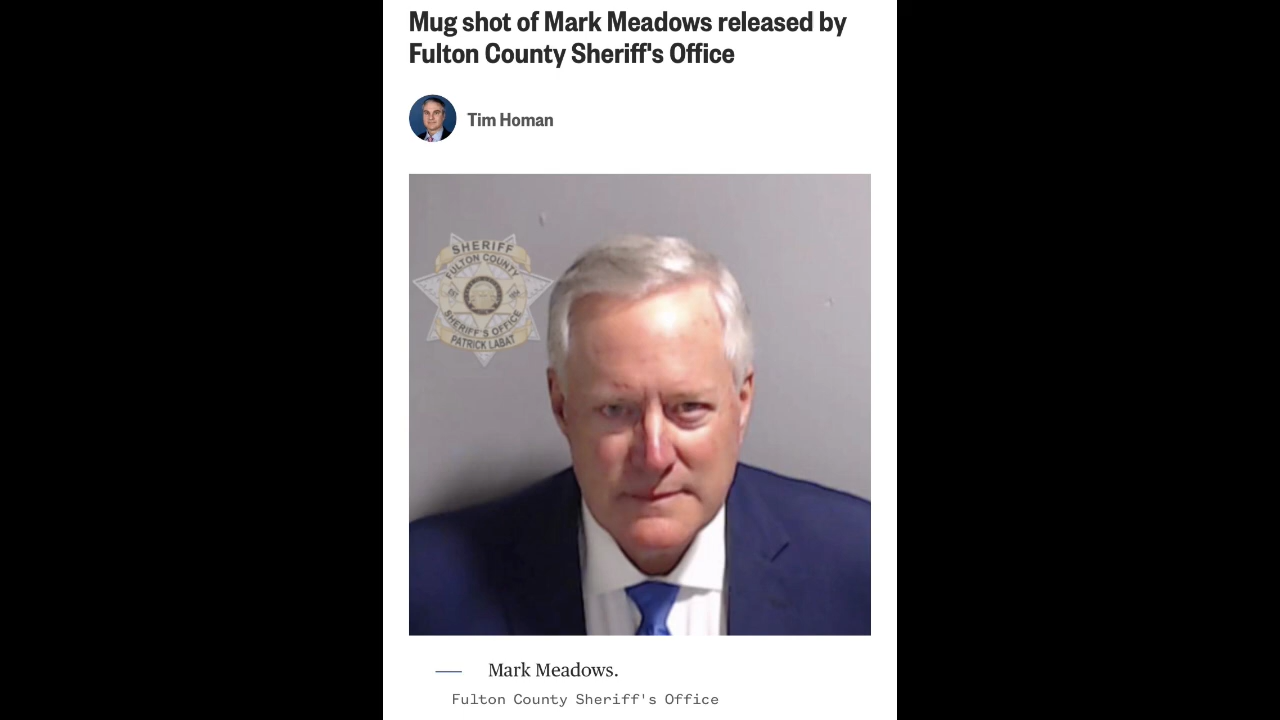 Mug shot of Mark Meadows released by
Fulton County Sheriff's Office
Tim Homan
SHERIFF
FULTON COUNTY
SHERIFF'S OFFICE
PATRICK LABAT
Mark Meadows.
Fulton County Sheriff's Office